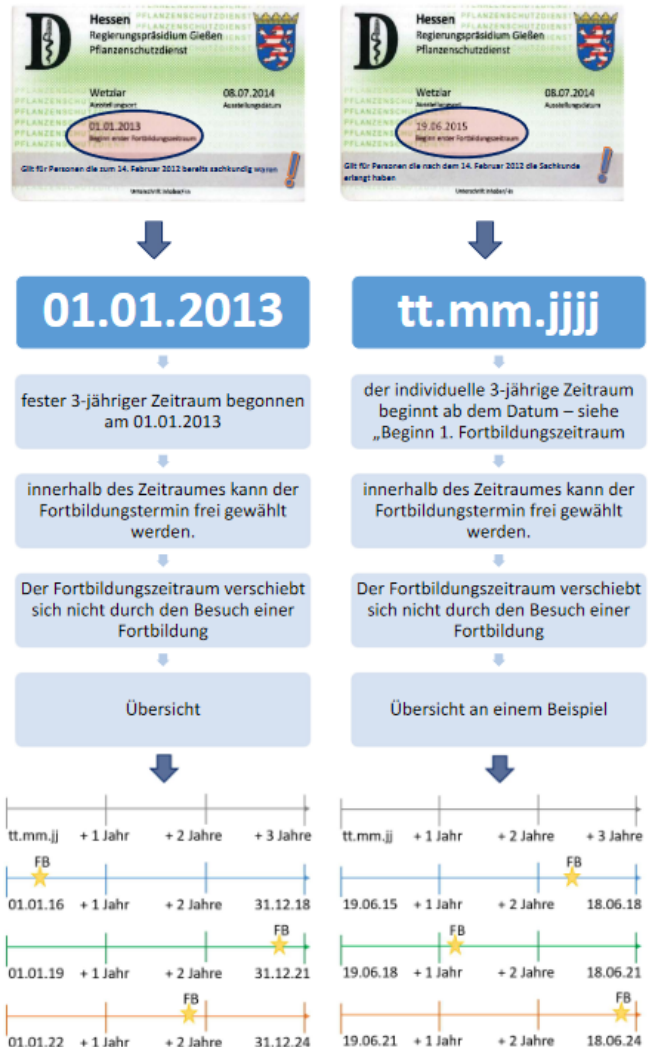 D
Hessen
Regierungspräsidium Gießen
Pflanzenschutzdienst
Wetzlar
08.07.2014
Ausstellungsort
Ausstellungsdatum
01.01.2013
Beginn erster Fortbildungszeitraum
Gilt für Personen die zum 14. Februar 2012 bereits sachkundig waren
!
Unterschrift Inhaber/-in
01.01.2013
fester 3-jähriger Zeitraum begonnen
am 01.01.2013
innerhalb des Zeitraumes kann der
Fortbildungstermin frei gewählt
werden.
Der Fortbildungszeitraum verschiebt
sich nicht durch den Besuch einer
Fortbildung
Übersicht
tt.mm.jj + 1 Jahr + 2 Jahre + 3 Jahre
FB
01.01.16 + 1 Jahr + 2 Jahre 31.12.18
FB
01.01.19 + 1 Jahr + 2 Jahre 31.12.21
FB
01.01.22 + 1 Jahr + 2 Jahre 31.12.24
D
Hessen
Regierungspräsidium Gießen
Pflanzenschutzdienst
Wetzlar
08.07.2014
Ausstellungsort
Ausstellungsdatum
19.06.2015
Beginn erster Fortbildungszeitraum
Gilt für Personen die nach dem 14. Februar 2012 die Sachkunde
erlangt haben
!
Unterschrift Inhaber/-in
tt.mm.jjjj
der individuelle 3-jährige Zeitraum
beginnt ab dem Datum – siehe
„Beginn 1. Fortbildungszeitraum
innerhalb des Zeitraumes kann der
Fortbildungstermin frei gewählt
werden.
Der Fortbildungszeitraum verschiebt
sich nicht durch den Besuch einer
Fortbildung
Übersicht an einem Beispiel
tt.mm.jj + 1 Jahr + 2 Jahre + 3 Jahre
FB
19.06.15 + 1 Jahr + 2 Jahre 18.06.18
FB
19.06.18 + 1 Jahr + 2 Jahre 18.06.21
FB
19.06.21 + 1 Jahr + 2 Jahre 18.06.24